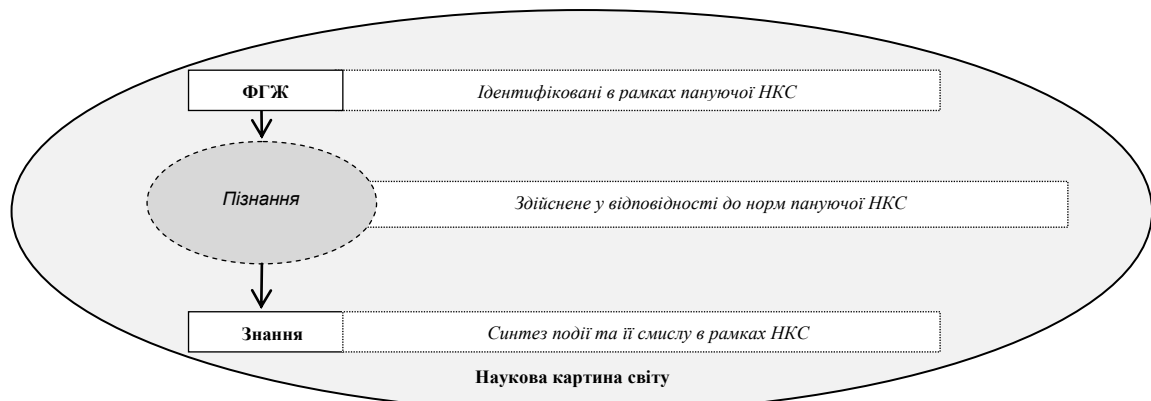 ФГЖ
Ідентифіковані в рамках пануючої НКС
Пізнання
Здійснене у відповідності до норм пануючої НКС
Знання
Синтез події та її смислу в рамках НКС
Наукова картина світу